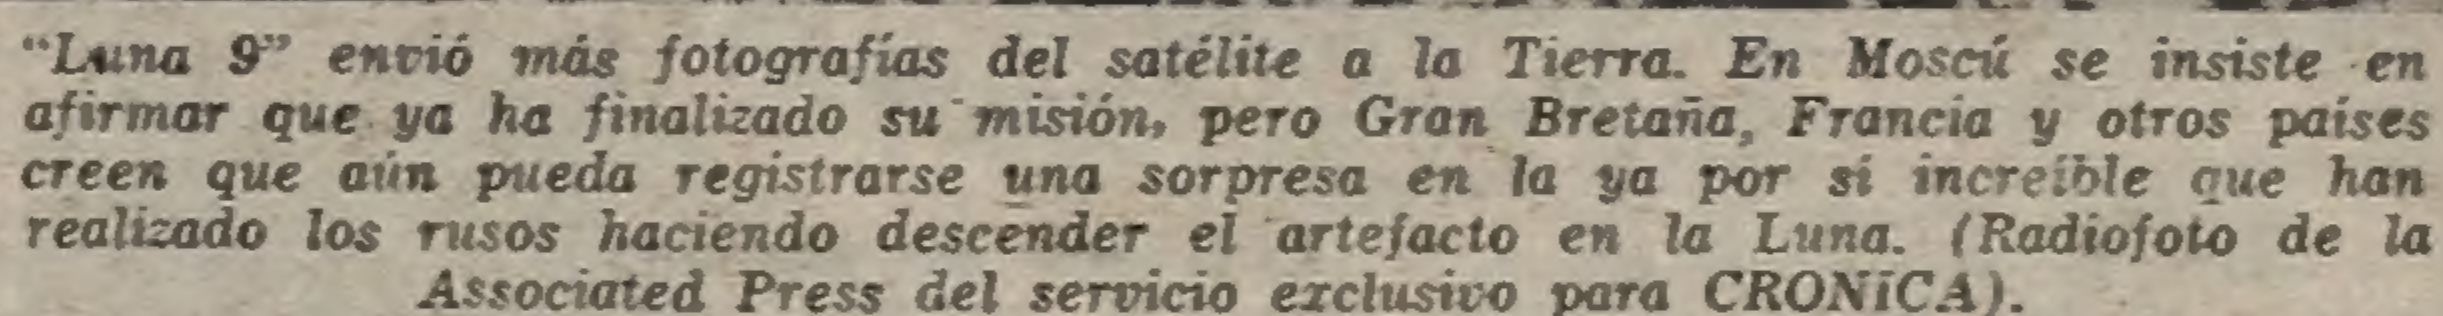 “Luna 9” envió más fotografías del satélite a la Tierra. En Moscú se insiste en
afirmar que ya ha finalizado su misión, pero Gran Bretaña, Francia y otros países
creen que aún pueda registrarse una sorpresa en la ya por sí increíble que han
realizado los rusos haciendo descender el artefacto en la Luna. (Radiofoto de la
Associated Press del servicio exclusivo para CRONICA).